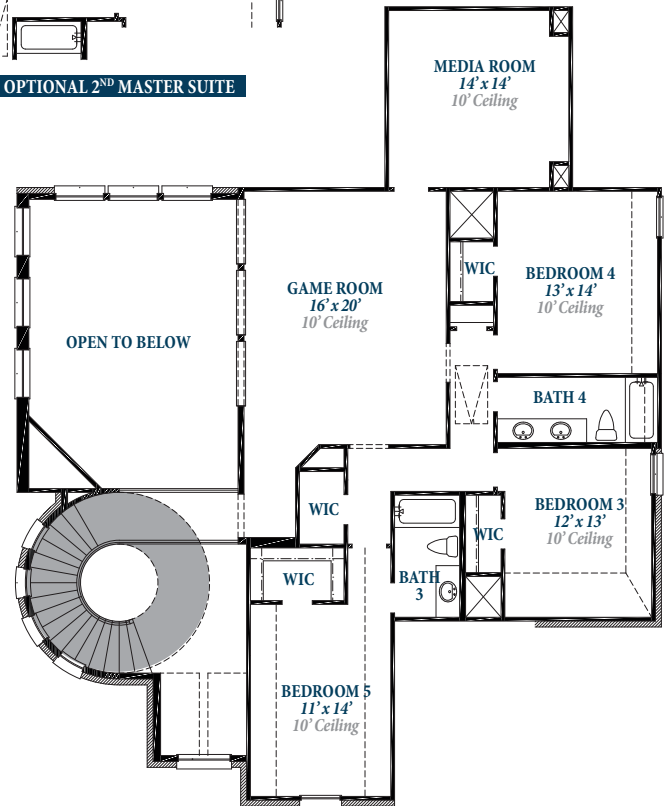 OPTIONAL 2ND MASTER SUITE
MEDIA ROOM
14' x 14'
10' Ceiling
WIC
BEDROOM 4
13' x 14'
10' Ceiling
GAME ROOM
16' x 20'
10' Ceiling
OPEN TO BELOW
BATH 4
WIC
BEDROOM 3
12' x 13'
10' Ceiling
WIC
WIC
BATH
3
BEDROOM 5
11' x 14'
10' Ceiling